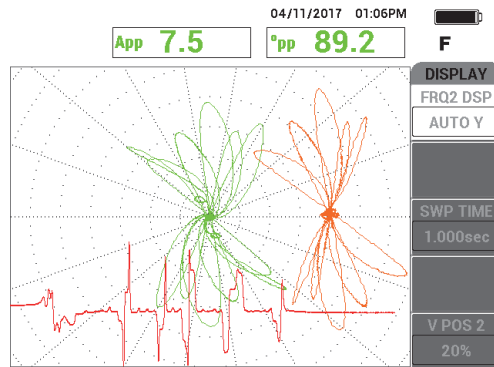 04/11/2017 01:06PM
App 7.5
°pp 89.2
F
DISPLAY
FRQ2 DSP
AUTO Y
SWP TIME
1.000sec
V POS 2
20%